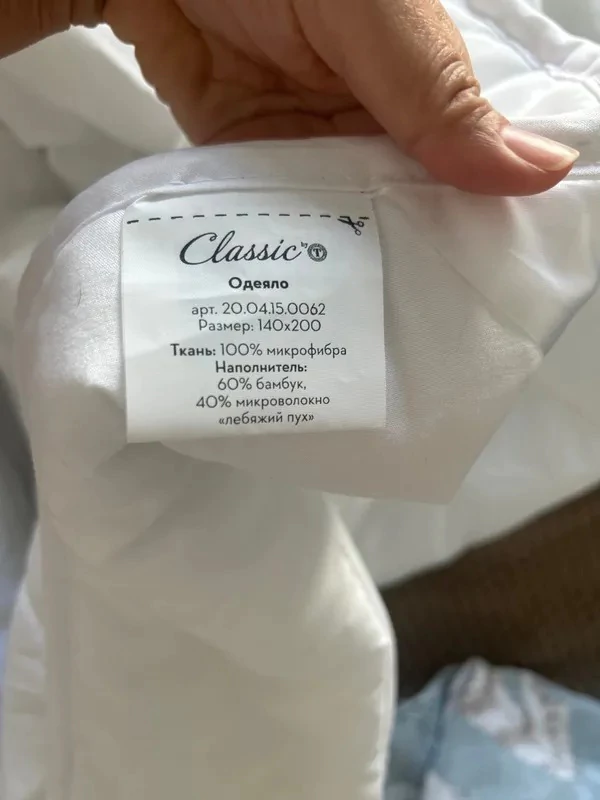 Classic by T
Одеяло
арт. 20.04.15.0062
Размер: 140х200
Ткань: 100% микрофибра
Наполнитель:
60% бамбук,
40% микроволокно
«лебяжий пух»